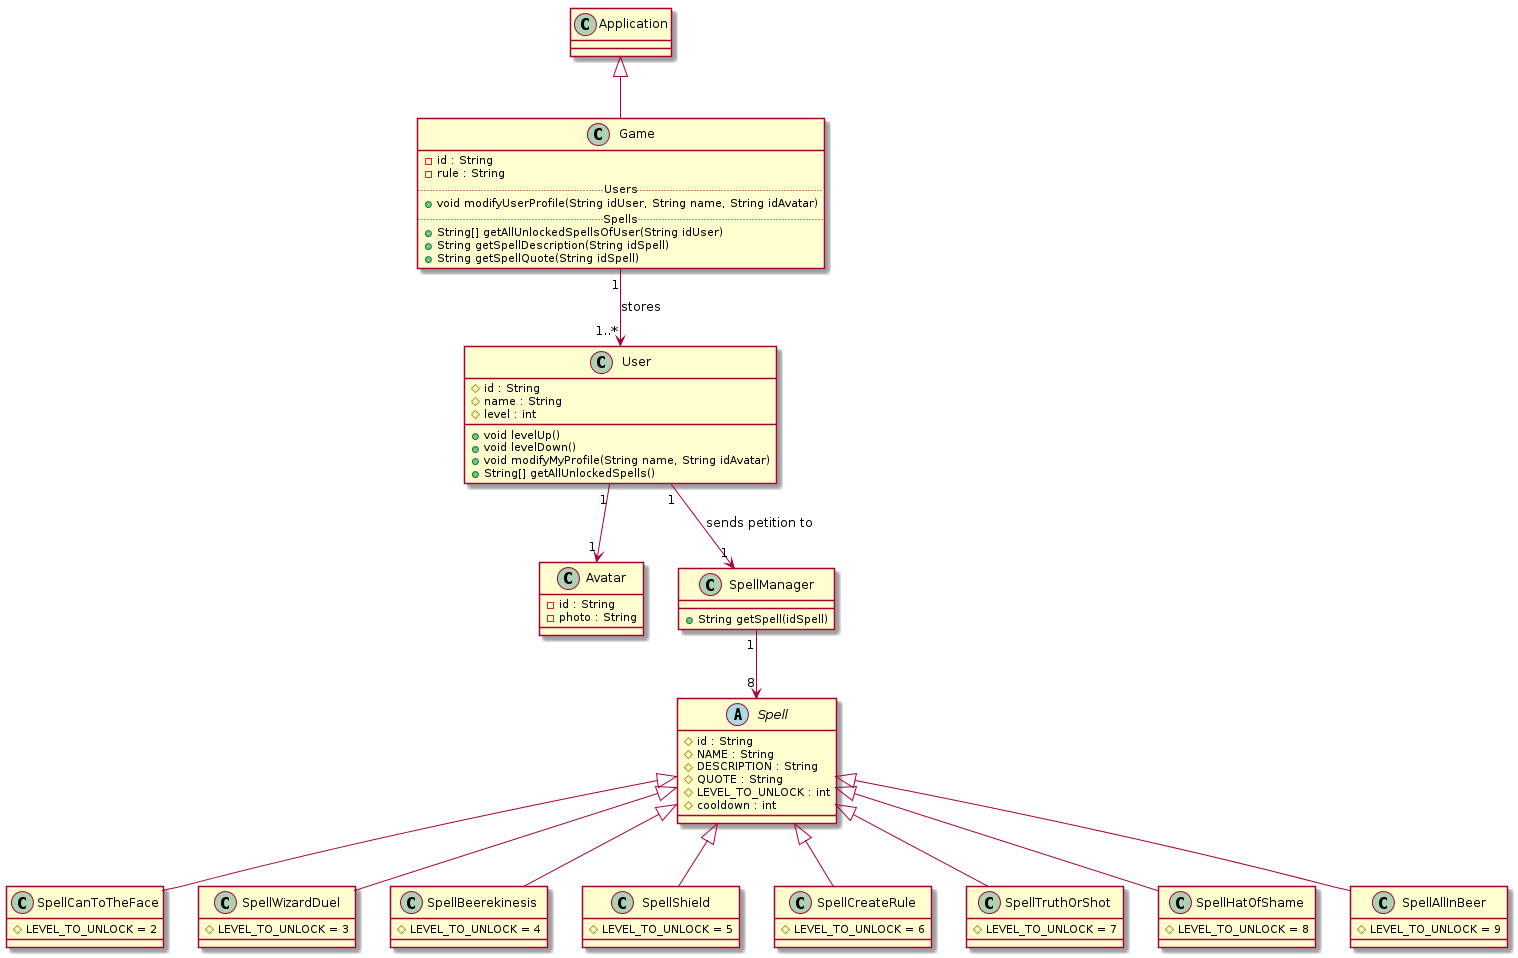 C Application
C Game
id : String
rule : String
Users
void modifyUserProfile(String idUser, String name, String idAvatar)
Spells
String[] getAllUnlockedSpellsOfUser(String idUser)
String getSpellDescription(String idSpell)
String getSpellQuote(String idSpell)
1
stores
1..*
C User
id : String
name : String
level : int
void levelUp()
void levelDown()
void modifyMyProfile(String name, String idAvatar)
String[] getAllUnlockedSpells()
1 1
sends petition to
1 1
C Avatar
id : String
photo : String
C SpellManager
String getSpell(idSpell)
1
8
A Spell
id : String
NAME : String
DESCRIPTION : String
QUOTE : String
LEVEL_TO_UNLOCK : int
cooldown : int
C SpellCanToTheFace
LEVEL_TO_UNLOCK = 2
C SpellWizardDuel
LEVEL_TO_UNLOCK = 3
C SpellBeerekinesis
LEVEL_TO_UNLOCK = 4
C SpellShield
LEVEL_TO_UNLOCK = 5
C SpellCreateRule
LEVEL_TO_UNLOCK = 6
C SpellTruthOrShot
LEVEL_TO_UNLOCK = 7
C SpellHatOfShame
LEVEL_TO_UNLOCK = 8
C SpellAllInBeer
LEVEL_TO_UNLOCK = 9